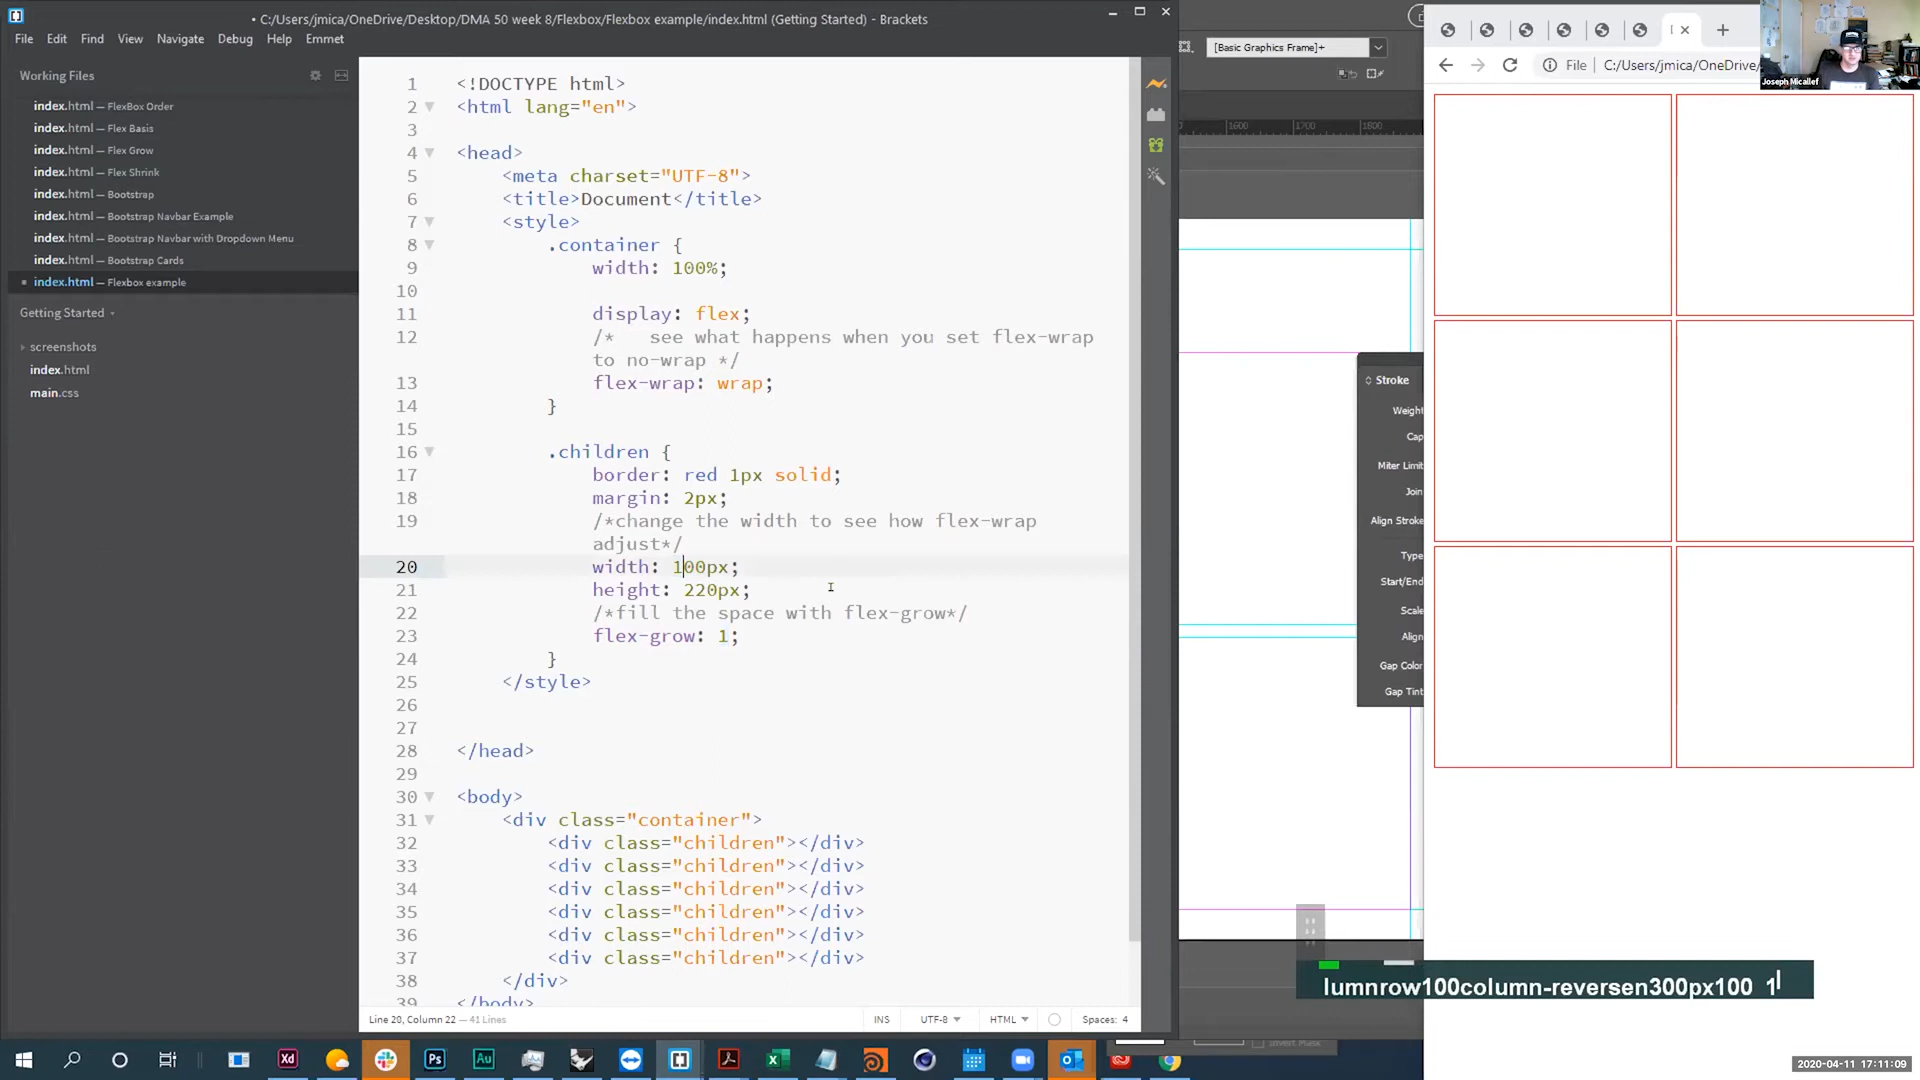 • C:/Users/jmica/OneDrive/Desktop/DMA 50 week 8/Flexbox/Flexbox example/index.html (Getting Started) - Brackets
File Edit Find View Navigate Debug Help Emmet
Working Files
index.html — FlexBox Order
index.html — Flex Basis
index.html — Flex Grow
index.html — Flex Shrink
index.html — Bootstrap
index.html — Bootstrap Navbar Example
index.html — Bootstrap Navbar with Dropdown Menu
index.html — Bootstrap Cards
index.html — Flexbox example
Getting Started
screenshots
index.html
main.css
1 <!DOCTYPE html>
2 <html lang="en">
3
4 <head>
5 <meta charset="UTF-8">
6 <title>Document</title>
7 <style>
8 .container {
9 width: 100%;
10
11 display: flex;
12 /* see what happens when you set flex-wrap
to no-wrap */
13 flex-wrap: wrap;
14 }
15
16 .children {
17 border: red 1px solid;
18 margin: 2px;
19 /*change the width to see how flex-wrap
adjust*/
20 width: 100px;
21 height: 220px;
22 /*fill the space with flex-grow*/
23 flex-grow: 1;
24 }
25 </style>
26
27
28 </head>
29
30 <body>
31 <div class="container">
32 <div class="children"></div>
33 <div class="children"></div>
34 <div class="children"></div>
35 <div class="children"></div>
36 <div class="children"></div>
37 <div class="children"></div>
38 </div>
39 </body>
Line 20, Column 22 — 41 Lines
INS UTF-8 HTML Spaces: 4
[Basic Graphics Frame]+
1600 1700 1800
Stroke
Weight
Cap
Miter Limit
Join
Align Stroke
Type
Start/End
Scale
Align
Gap Color
Gap Tint
File C:/Users/jmica/OneDrive/
Joseph Micallef
lumnrow100column-reversen300px100 1
Invert Mask
Xd Ps Au
2020-04-11 17:11:09